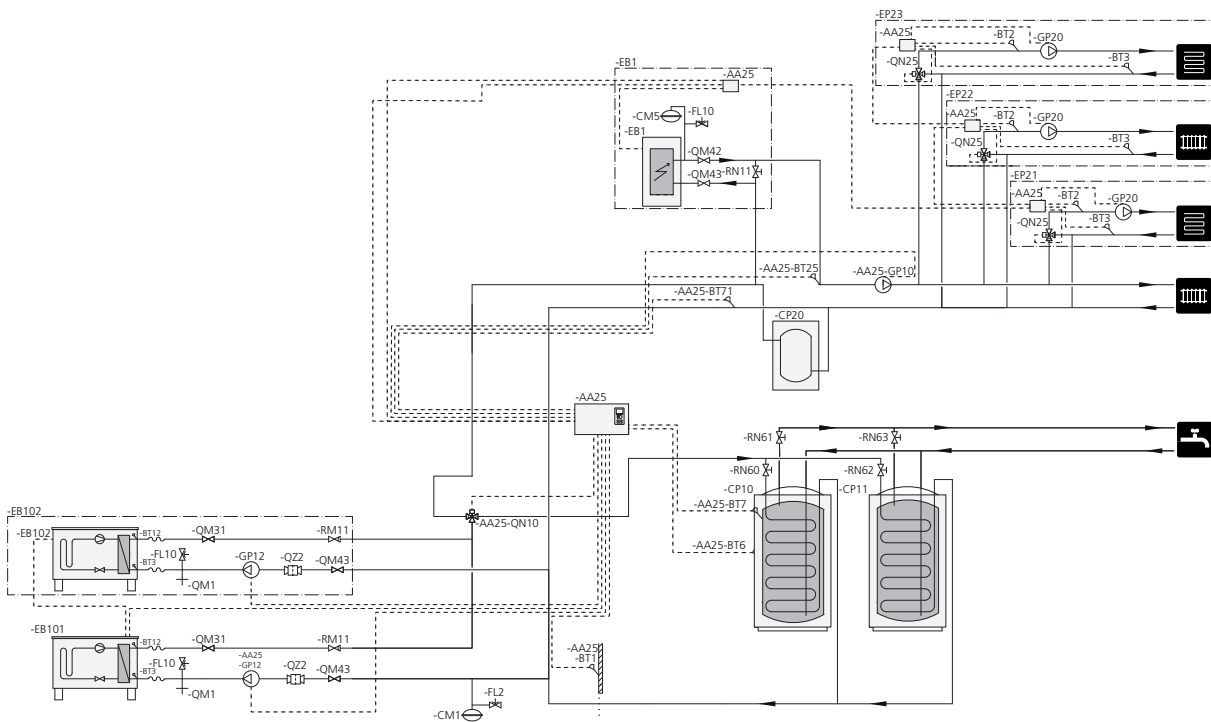 -EP23
-AA25
-BT2
-GP20
-QN25
-BT3
-EP22
-AA25
-BT2
-GP20
-QN25
-BT3
-EP21
-AA25
-BT2
-GP20
-QN25
-BT3
-EB1
-AA25
-CM5
-FL10
-EB1
-QM42
-QM43
-RN11
-AA25-BT25
-AA25-GP10
-AA25-BT71
-CP20
-AA25
-RN61
-RN63
-RN60
-RN62
-CP10
-CP11
-AA25-BT7
-AA25-BT6
-AA25-QN10
-EB102
-EB102
-BT12
-QM31
-RM11
-BT3
-FL10
-QM1
-GP12
-QZ2
-QM43
-EB101
-BT12
-QM31
-RM11
-BT3
-FL10
-QM1
-AA25
-GP12
-QZ2
-QM43
-AA25
-BT1
-FL2
-CM1